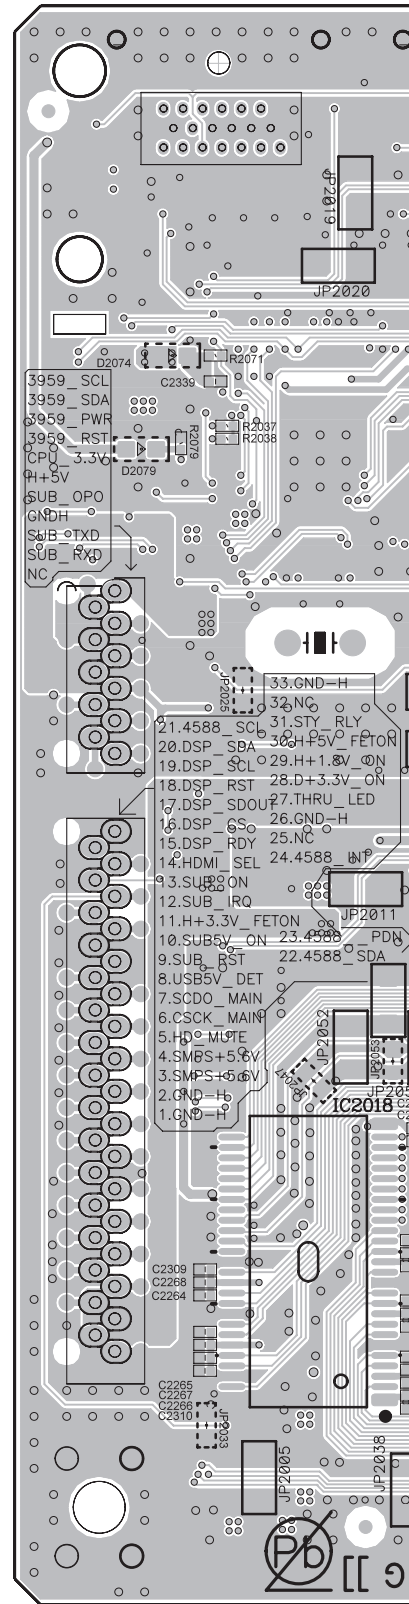 JP2019
JP2020
D2074
R2071
C2339
3959_SCL
3959_SDA
3959_PWR
3959_RST
CPU_3.3V
H+5V
SUB_OPO
GNDH
SUB_TXD
SUB_RXD
NC
R2037
R2038
R2079
D2079
JP2025
33.GND-H
32.NC
31.STY_RLY
30.H+5V_FETON
29.H+1.8V_ON
28.D+3.3V_ON
27.THRU_LED
26.GND-H
25.NC
24.4588_INT
23.4588_PDN
22.4588_SDA
21.4588_SCL
20.DSP_SDA
19.DSP_SCL
18.DSP_RST
17.DSP_SDOUT
16.DSP_CS
15.DSP_RDY
14.HDMI_SEL
13.SUB_ON
12.SUB_IRQ
11.H+3.3V_FETON
10.SUB5V_ON
9.SUB_RST
8.USB5V_DET
7.SCDO_MAIN
6.CSCK_MAIN
5.HD_MUTE
4.SMPS+5.6V
3.SMPS+5.6V
2.GND-H
1.GND-H
JP2011
JP2052
JP2053
JP2047
IC2018
C2309
C2268
C2264
C2265
C2267
C2266
C2310
JP2033
JP2005
JP2038
Pb